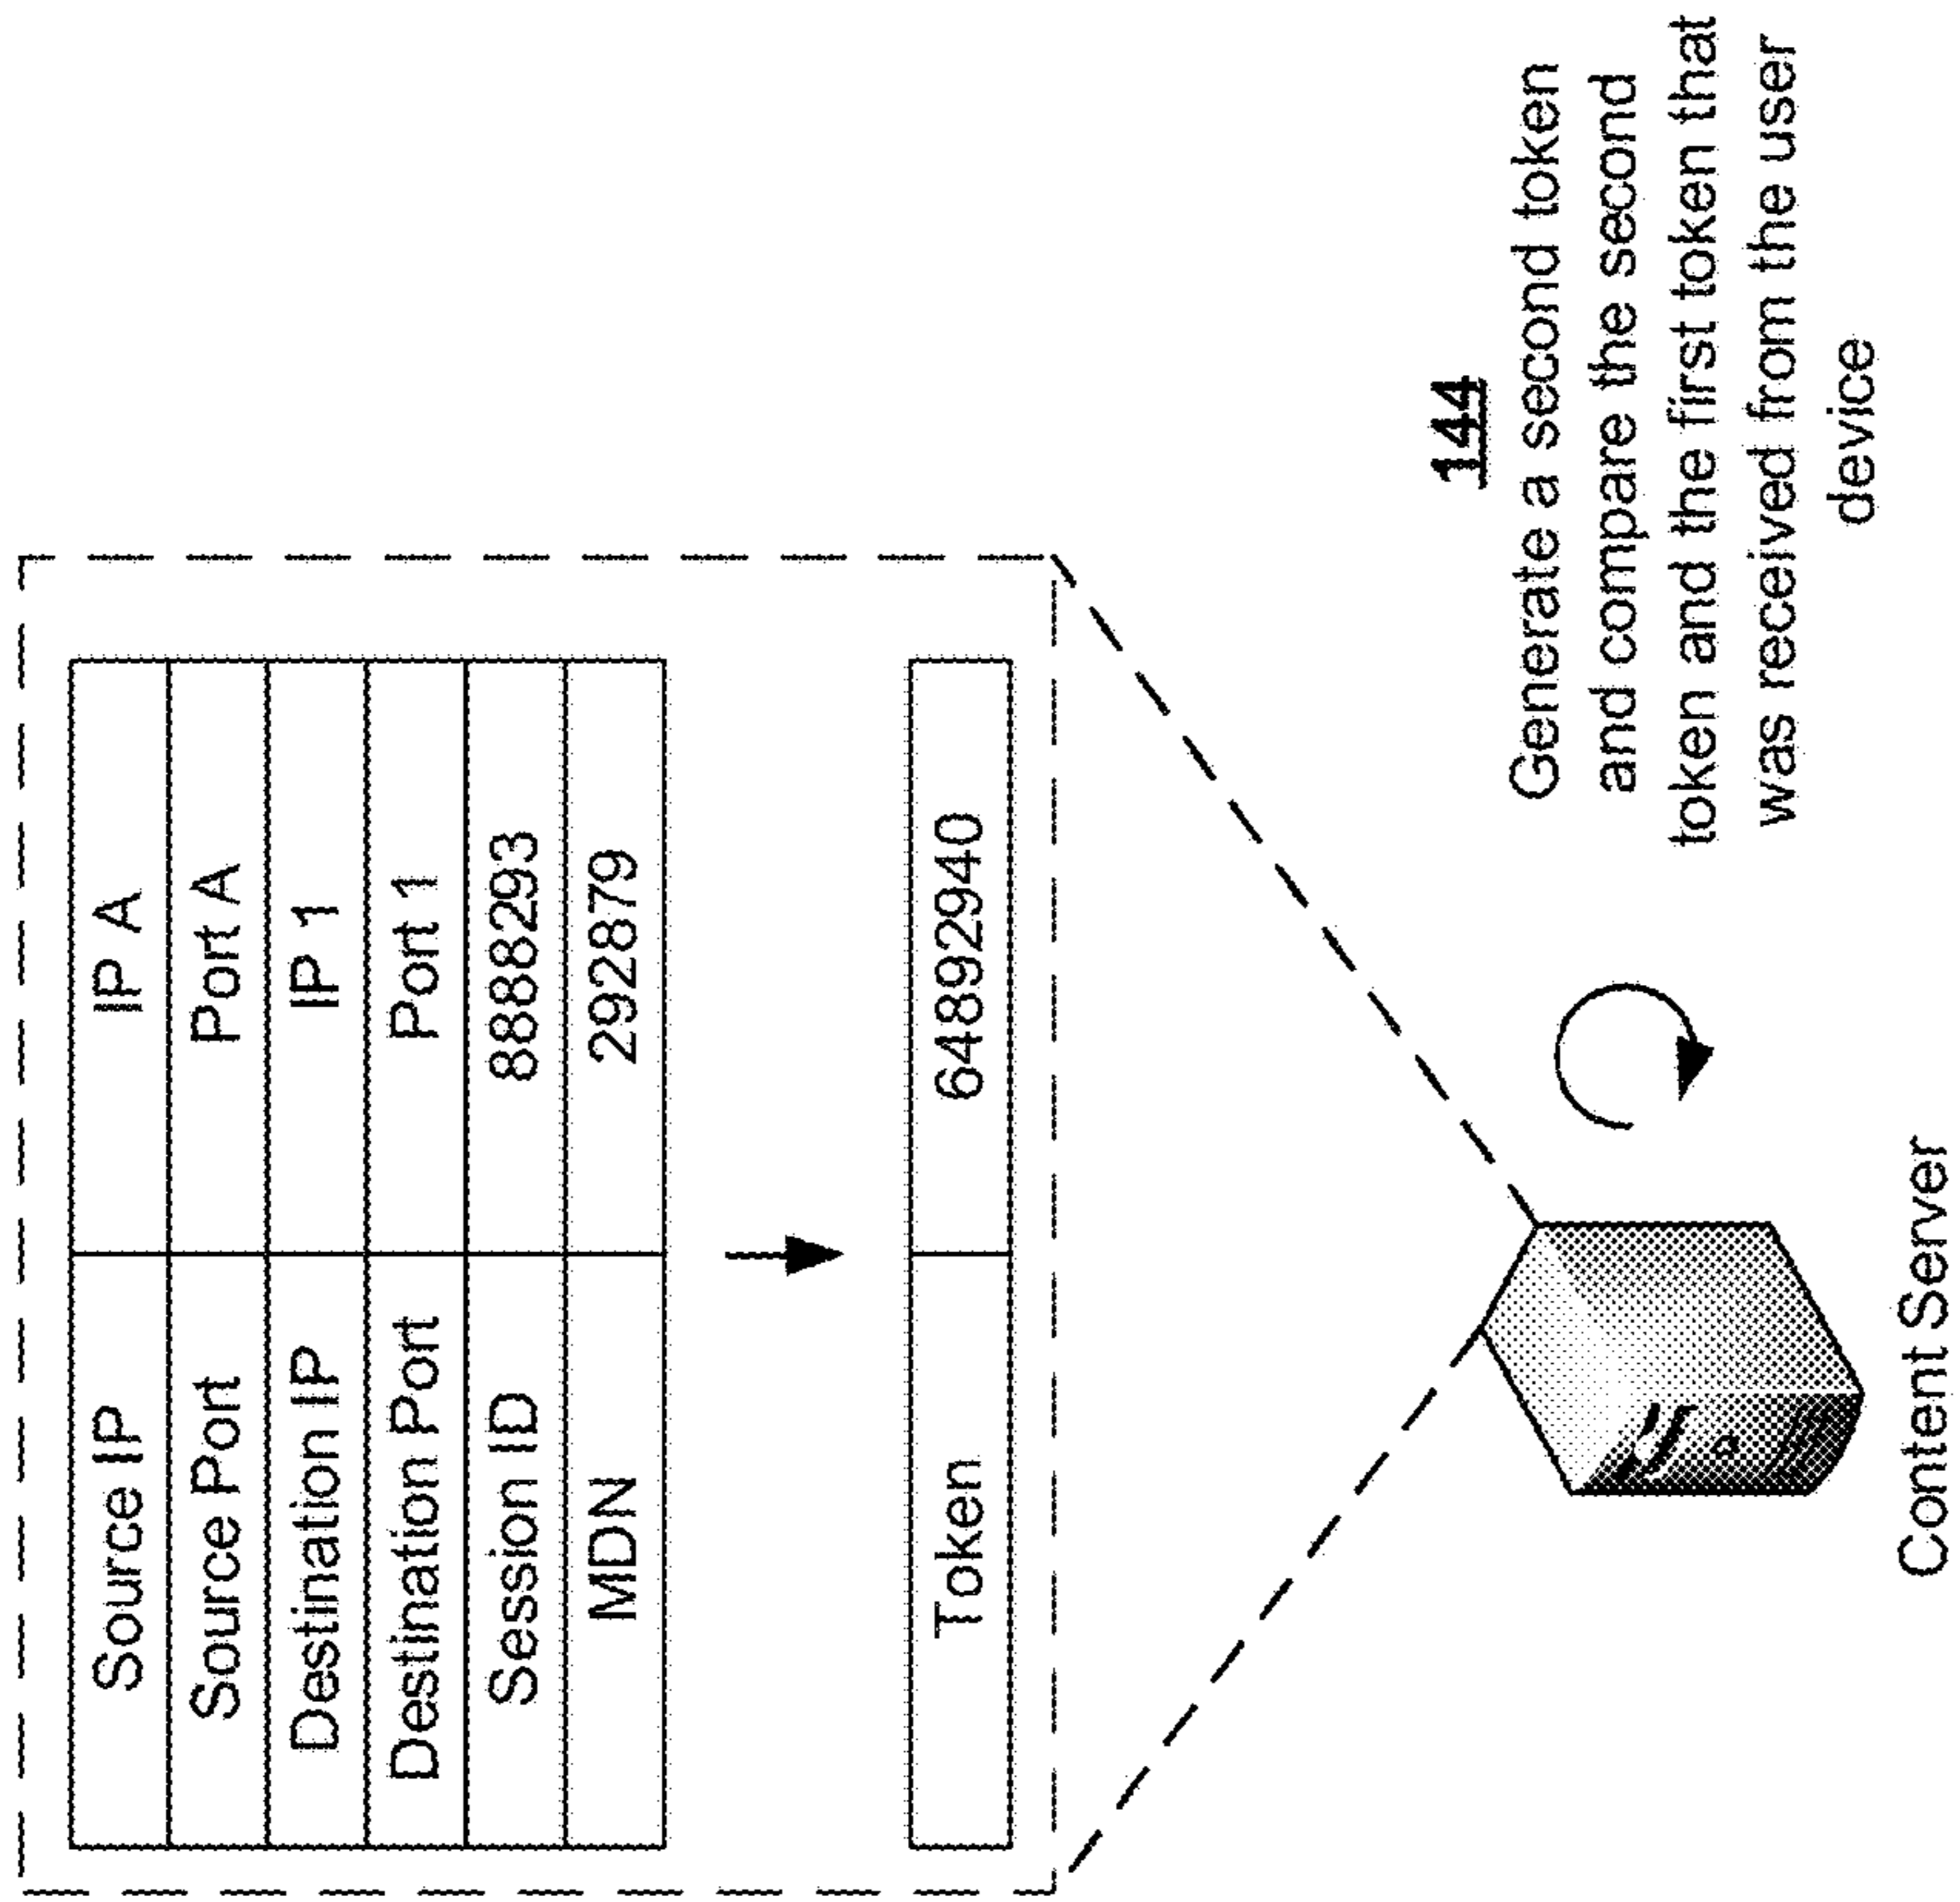 Source IP IP A
Source Port Port A
Destination IP IP 1
Destination Port Port 1
Session ID 8888293
MDN 292879
Token 64892940
144
Generate a second token
and compare the second
token and the first token that
was received from the user
device
Content Server